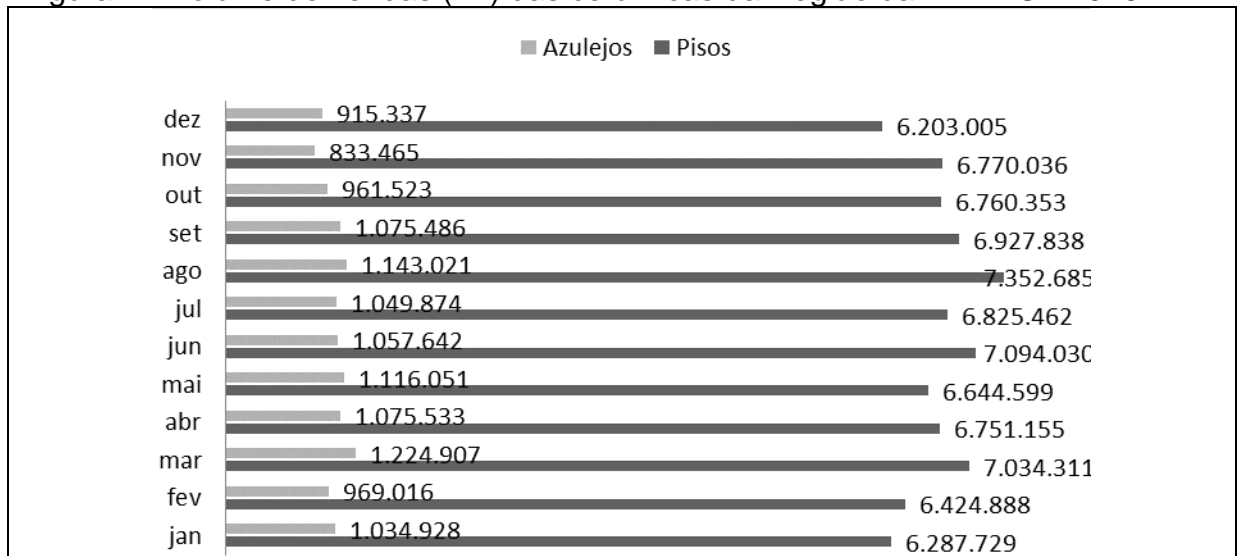 Azulejos Pisos
dez 915.337 6.203.005
nov 833.465 6.770.036
out 961.523 6.760.353
set 1.075.486 6.927.838
ago 1.143.021 7.352.685
jul 1.049.874 6.825.462
jun 1.057.642 7.094.030
mai 1.116.051 6.644.599
abr 1.075.533 6.751.155
mar 1.224.907 7.034.311
fev 969.016 6.424.888
jan 1.034.928 6.287.729